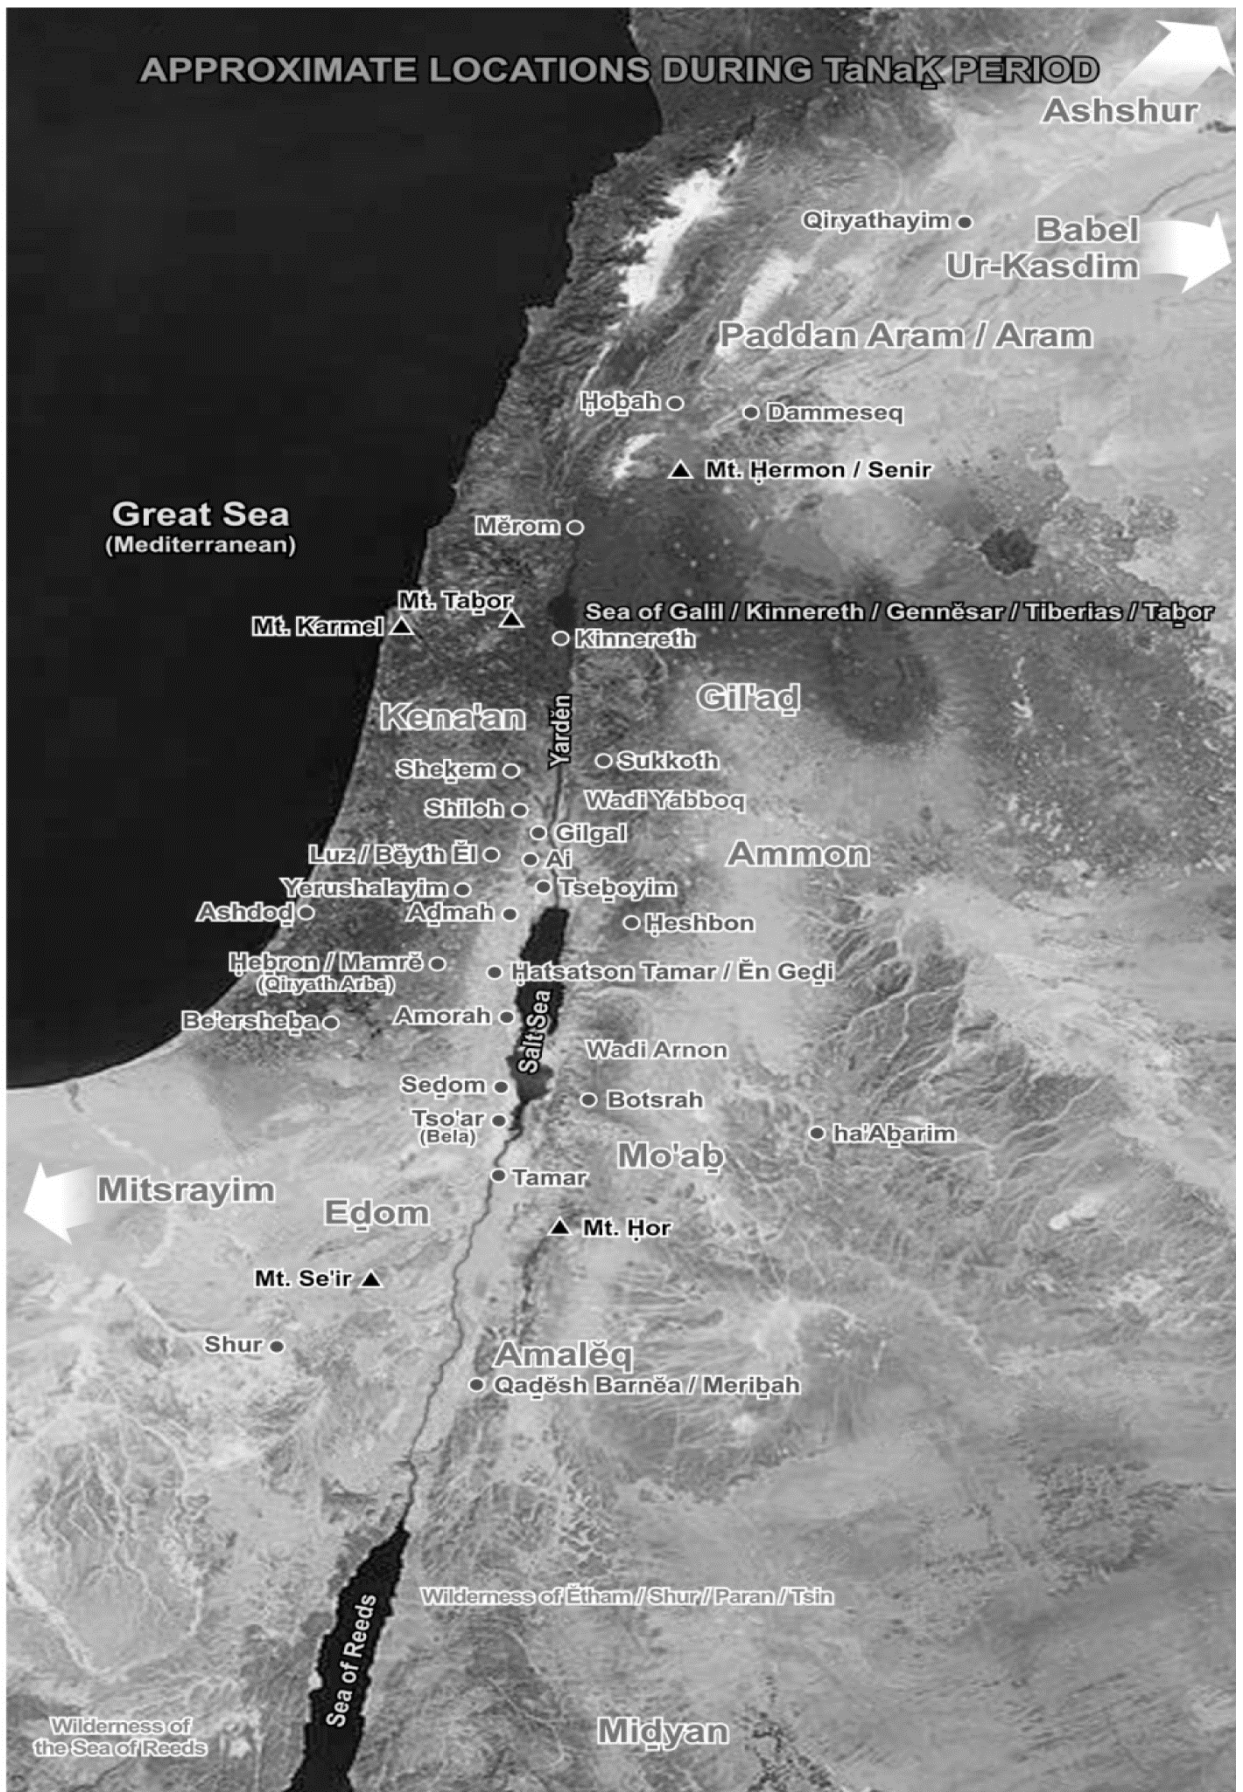 APPROXIMATE LOCATIONS DURING TaNaḴ PERIOD
Ashshur
Qiryathayim
Babel
Ur-Kasdim
Paddan Aram / Aram
Ḥoḇah
Dammeseq
Mt. Ḥermon / Senir
Great Sea
(Mediterranean)
Mĕrom
Mt. Taḇor
Mt. Karmel
Sea of Galil / Kinnereth / Gennĕsar / Tiberias / Taḇor
Kinnereth
Gil'aḏ
Kena'an
Yardĕn
Sheḵem
Sukkoth
Shiloh
Wadi Yabboq
Gilgal
Luz / Bĕyth Ĕl
Ai
Ammon
Yerushalayim
Tseḇoyim
Ashdoḏ
Aḏmah
Ḥeshbon
Ḥeḇron / Mamrĕ
(Qiryath Arba)
Ḥatsatson Tamar / Ĕn Geḏi
Be'ersheḇa
Amorah
Salt Sea
Wadi Arnon
Seḏom
Botsrah
Tso'ar
(Bela)
ha'Aḇarim
Mo'aḇ
Tamar
Mitsrayim
Eḏom
Mt. Ḥor
Mt. Se'ir
Shur
Amalĕq
Qaḏĕsh Barnĕa / Meriḇah
Wilderness of Ĕtham / Shur / Paran / Tsin
Sea of Reeds
Wilderness of
the Sea of Reeds
Miḏyan